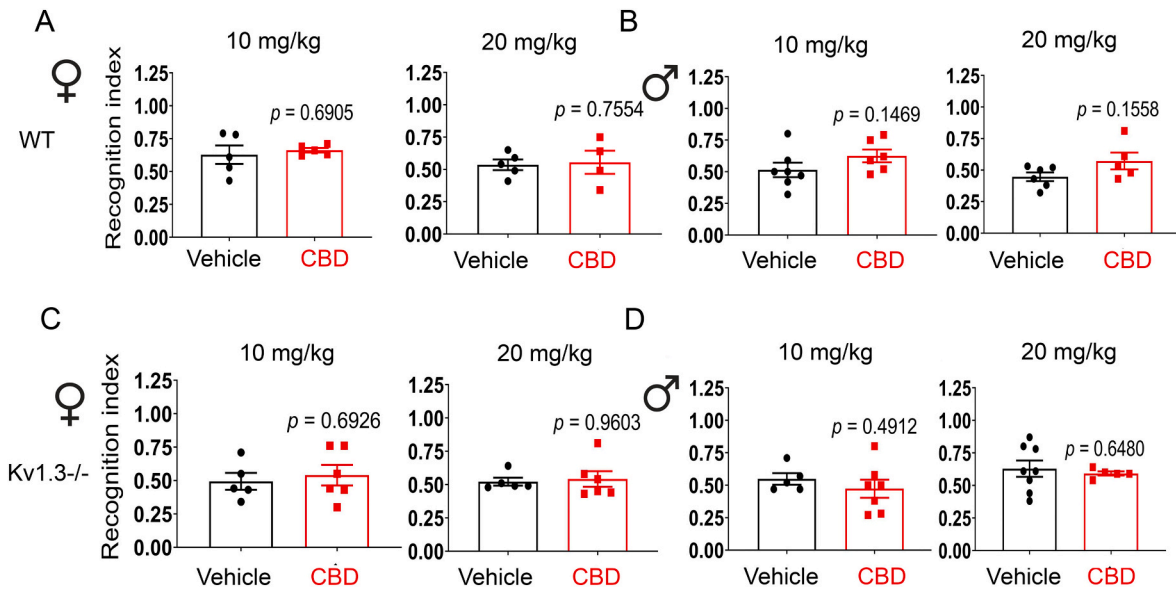 A
B
10 mg/kg
20 mg/kg
10 mg/kg
20 mg/kg
♀
♂
WT
Recognition index
1.25
1.00
0.75
0.50
0.25
0.00
p = 0.6905
Vehicle
CBD
1.25
1.00
0.75
0.50
0.25
0.00
p = 0.7554
Vehicle
CBD
1.25
1.00
0.75
0.50
0.25
0.00
p = 0.1469
Vehicle
CBD
1.25
1.00
0.75
0.50
0.25
0.00
p = 0.1558
Vehicle
CBD
C
D
10 mg/kg
20 mg/kg
10 mg/kg
20 mg/kg
♀
♂
Kv1.3-/-
Recognition index
1.25
1.00
0.75
0.50
0.25
0.00
p = 0.6926
Vehicle
CBD
1.25
1.00
0.75
0.50
0.25
0.00
p = 0.9603
Vehicle
CBD
1.25
1.00
0.75
0.50
0.25
0.00
p = 0.4912
Vehicle
CBD
1.25
1.00
0.75
0.50
0.25
0.00
p = 0.6480
Vehicle
CBD